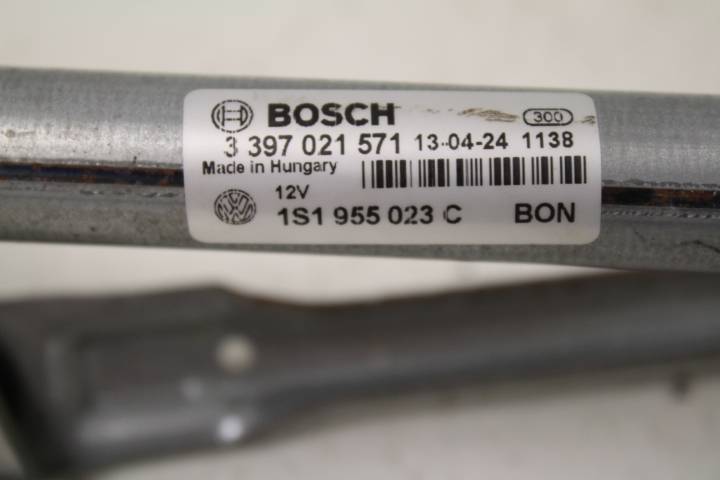 BOSCH 300
3 397 021 571 13-04-24 1138
Made in Hungary
12V
1S1 955 023 C BON